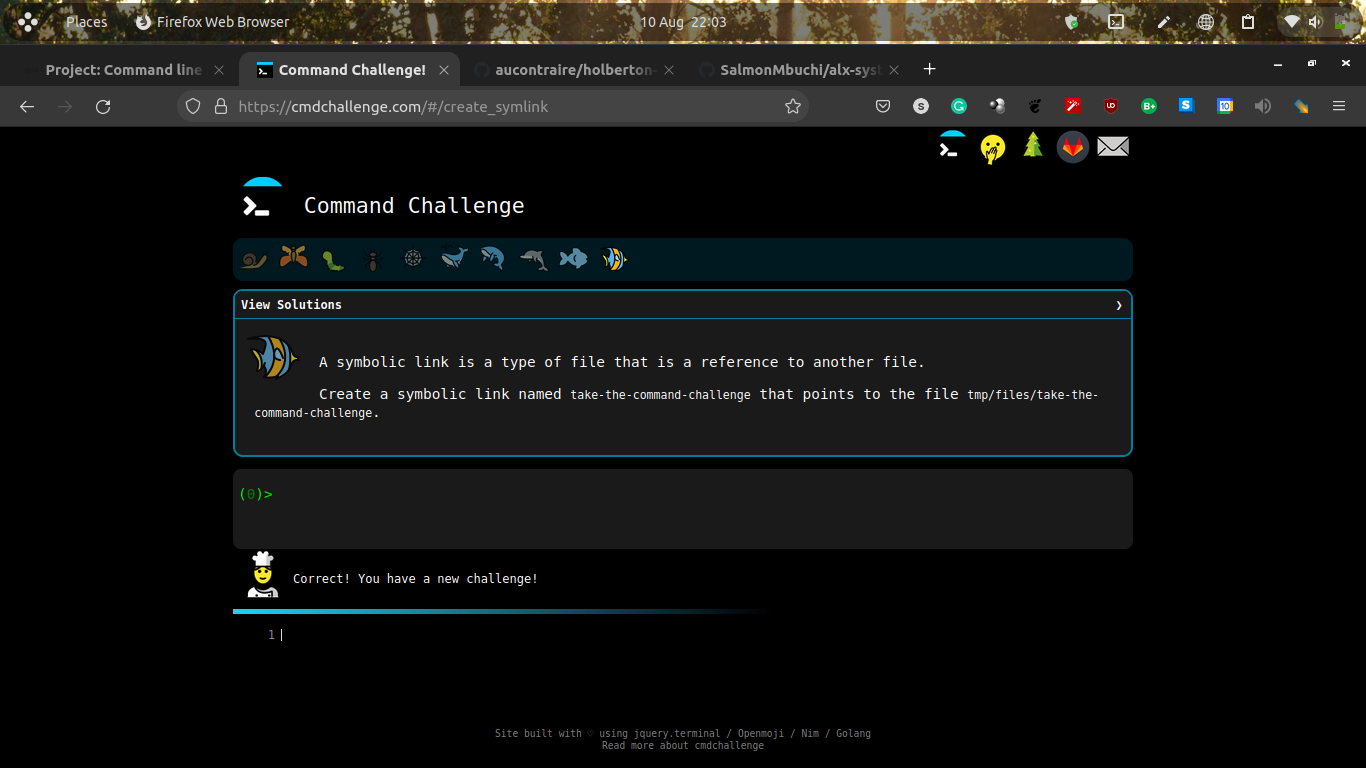 Places Firefox Web Browser 10 Aug 22:03
Project: Command line Command Challenge! aucontraire/holberton- SalmonMbuchi/alx-syst
https://cmdchallenge.com/#/create_symlink S G UD B+ S 10
Command Challenge
View Solutions
A symbolic link is a type of file that is a reference to another file.
Create a symbolic link named take-the-command-challenge that points to the file tmp/files/take-the-
command-challenge.
(0)>
Correct! You have a new challenge!
1
Site built with ♡ using jquery.terminal / Openmoji / Nim / Golang
Read more about cmdchallenge